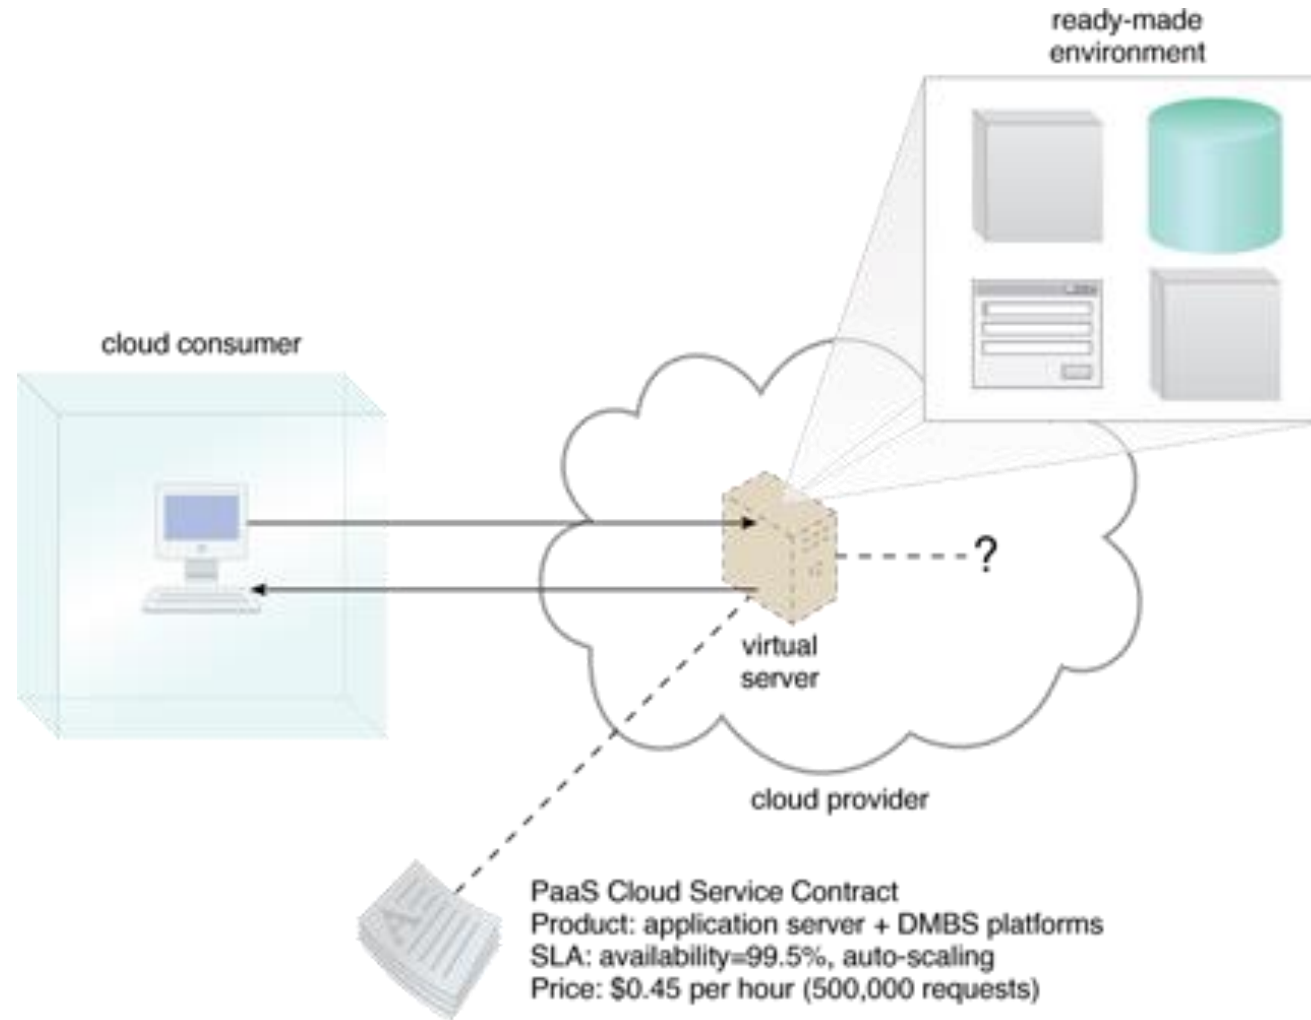 ready-made
environment
cloud consumer
?
virtual
server
cloud provider
A
PaaS Cloud Service Contract
Product: application server + DMBS platforms
SLA: availability=99.5%, auto-scaling
Price: $0.45 per hour (500,000 requests)